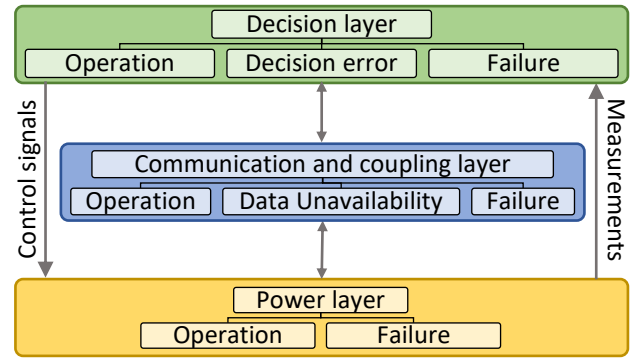 Decision layer
Operation
Decision error
Failure
Control signals
Measurements
Communication and coupling layer
Operation
Data Unavailability
Failure
Power layer
Operation
Failure